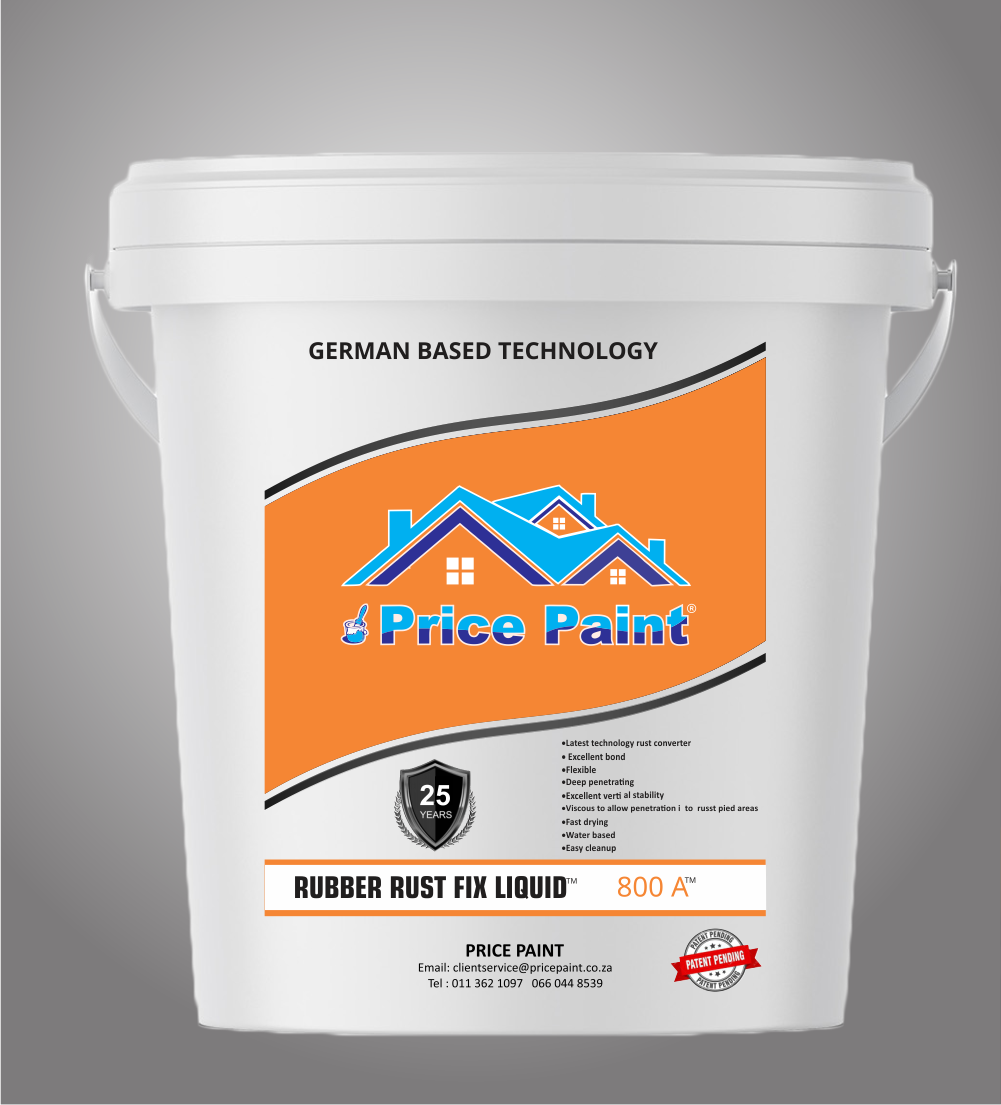 GERMAN BASED TECHNOLOGY
Price Paint®
•Latest technology rust converter
• Excellent bond
•Flexible
•Deep penetrating
•Excellent verti al stability
•Viscous to allow penetration i to russt pied areas
•Fast drying
•Water based
•Easy cleanup
25
YEARS
RUBBER RUST FIX LIQUID™ 800 A™
PRICE PAINT
Email: clientservice@pricepaint.co.za
Tel : 011 362 1097 066 044 8539
PATENT PENDING
PATENT PENDING
PATENT PENDING